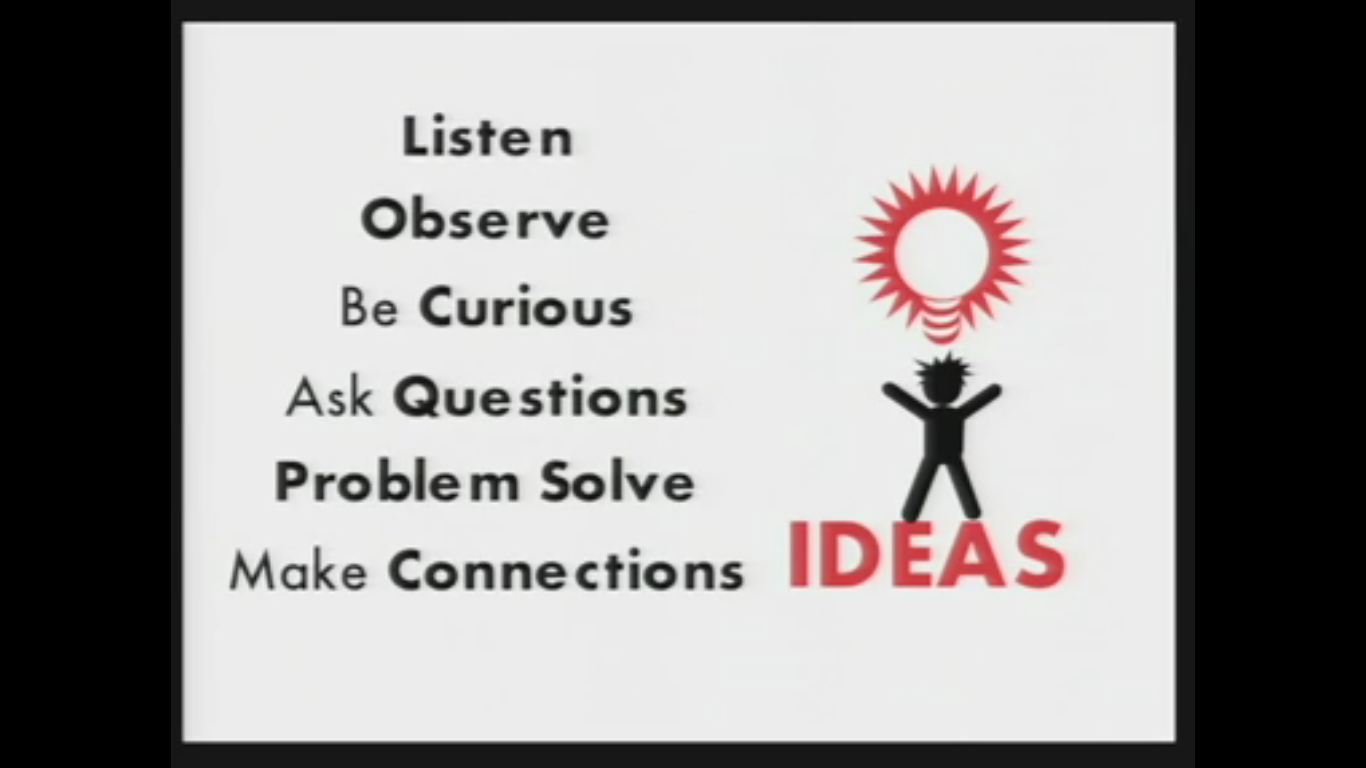 Listen
Observe
Be Curious
Ask Questions
Problem Solve
Make Connections
IDEAS